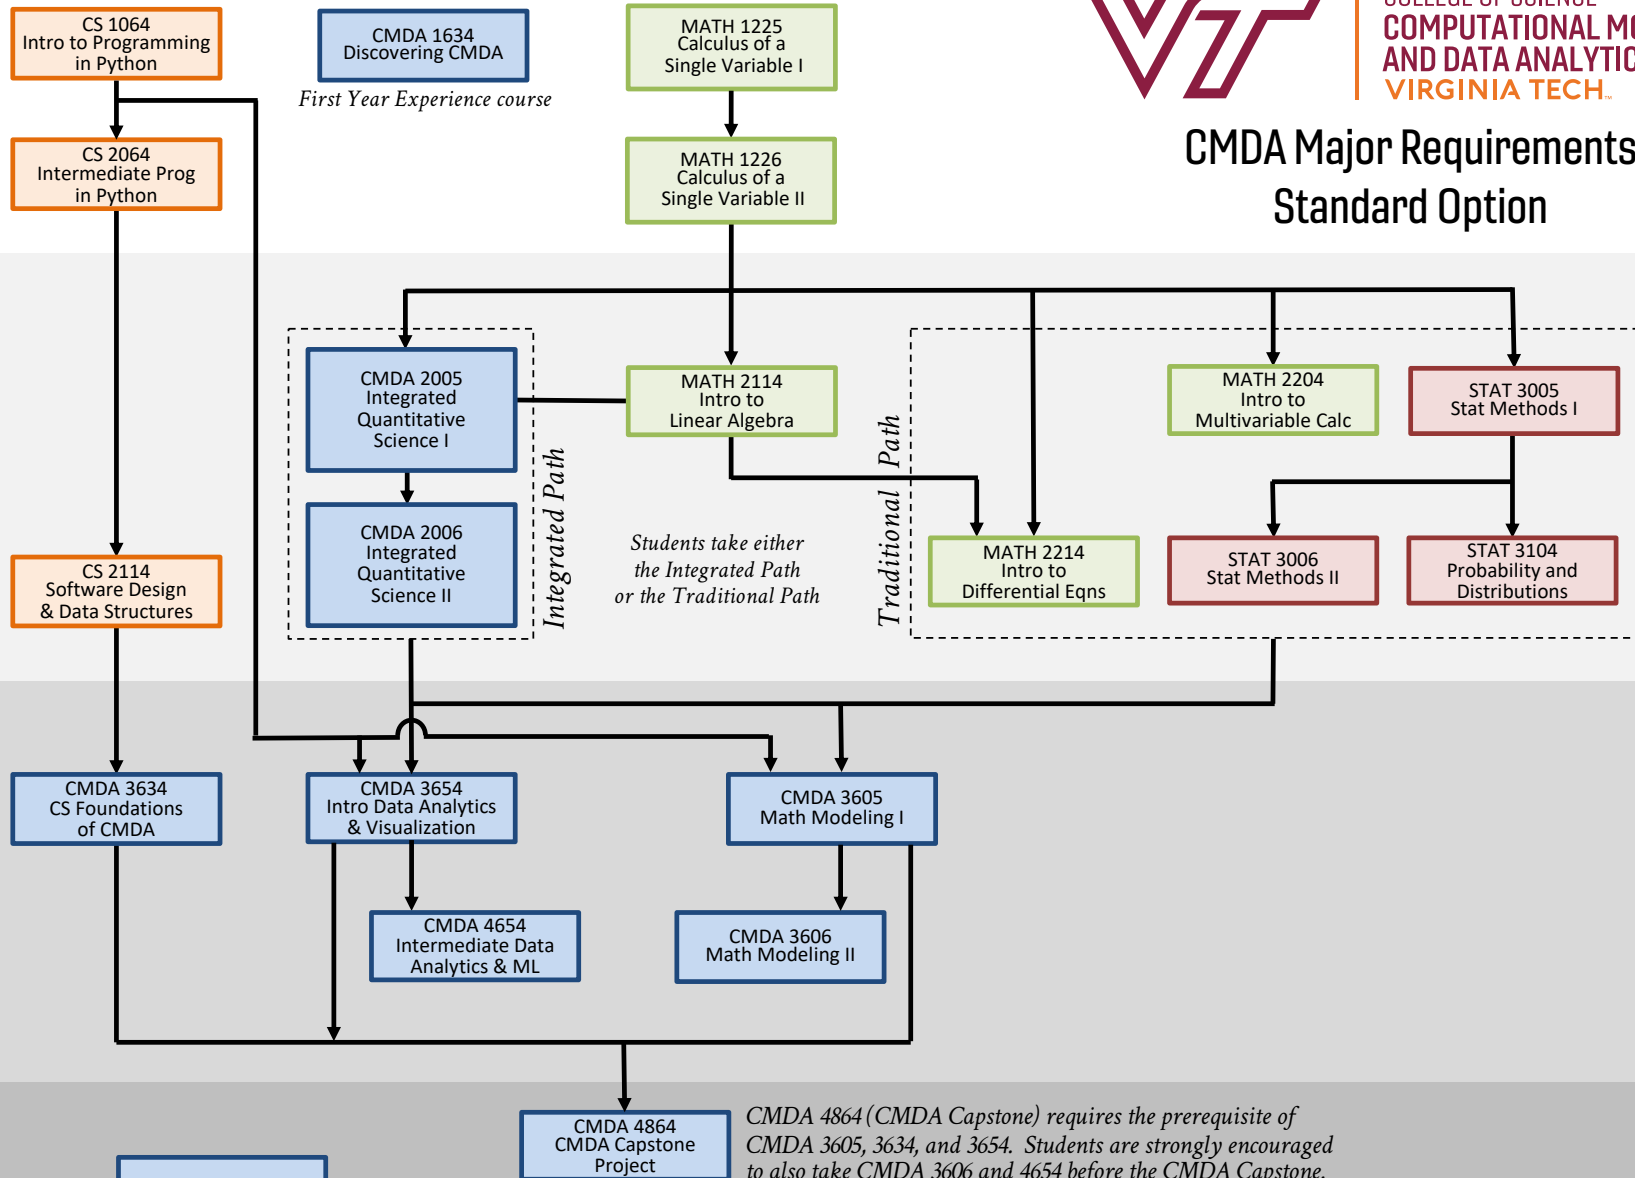 CS 1064
Intro to Programming
in Python
CMDA 1634
Discovering CMDA
First Year Experience course
MATH 1225
Calculus of a
Single Variable I
VT
COLLEGE OF SCIENCE
COMPUTATIONAL MO
AND DATA ANALYTIC
VIRGINIA TECH™
CMDA Major Requirements
Standard Option
CS 2064
Intermediate Prog
in Python
MATH 1226
Calculus of a
Single Variable II
CMDA 2005
Integrated
Quantitative
Science I
MATH 2114
Intro to
Linear Algebra
MATH 2204
Intro to
Multivariable Calc
STAT 3005
Stat Methods I
Integrated Path
Traditional Path
CMDA 2006
Integrated
Quantitative
Science II
Students take either
the Integrated Path
or the Traditional Path
MATH 2214
Intro to
Differential Eqns
STAT 3006
Stat Methods II
STAT 3104
Probability and
Distributions
CS 2114
Software Design
& Data Structures
CMDA 3634
CS Foundations
of CMDA
CMDA 3654
Intro Data Analytics
& Visualization
CMDA 3605
Math Modeling I
CMDA 4654
Intermediate Data
Analytics & ML
CMDA 3606
Math Modeling II
CMDA 4864
CMDA Capstone
Project
CMDA 4864 (CMDA Capstone) requires the prerequisite of
CMDA 3605, 3634, and 3654. Students are strongly encouraged
to also take CMDA 3606 and 4654 before the CMDA Capstone.